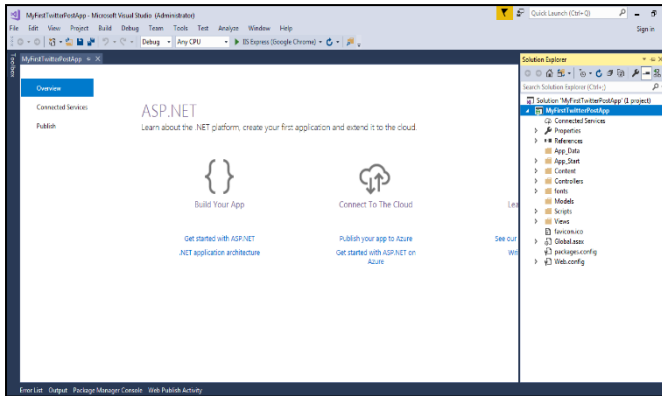 MyFirstTwitterPostApp - Microsoft Visual Studio (Administrator)
Quick Launch (Ctrl+Q)
File Edit View Project Build Debug Team Tools Test Analyze Window Help
Sign in
Debug Any CPU IIS Express (Google Chrome)
Toolbox
MyFirstTwitterPostApp
Overview
Connected Services
Publish
ASP.NET
Learn about the .NET platform, create your first application and extend it to the cloud.
Build Your App
Get started with ASP.NET
.NET application architecture
Connect To The Cloud
Publish your app to Azure
Get started with ASP.NET on
Azure
Lea
See our
Wri
Solution Explorer
Search Solution Explorer (Ctrl+;)
Solution 'MyFirstTwitterPostApp' (1 project)
MyFirstTwitterPostApp
Connected Services
Properties
References
App_Data
App_Start
Content
Controllers
fonts
Models
Scripts
Views
favicon.ico
Global.asax
packages.config
Web.config
Error List Output Package Manager Console Web Publish Activity